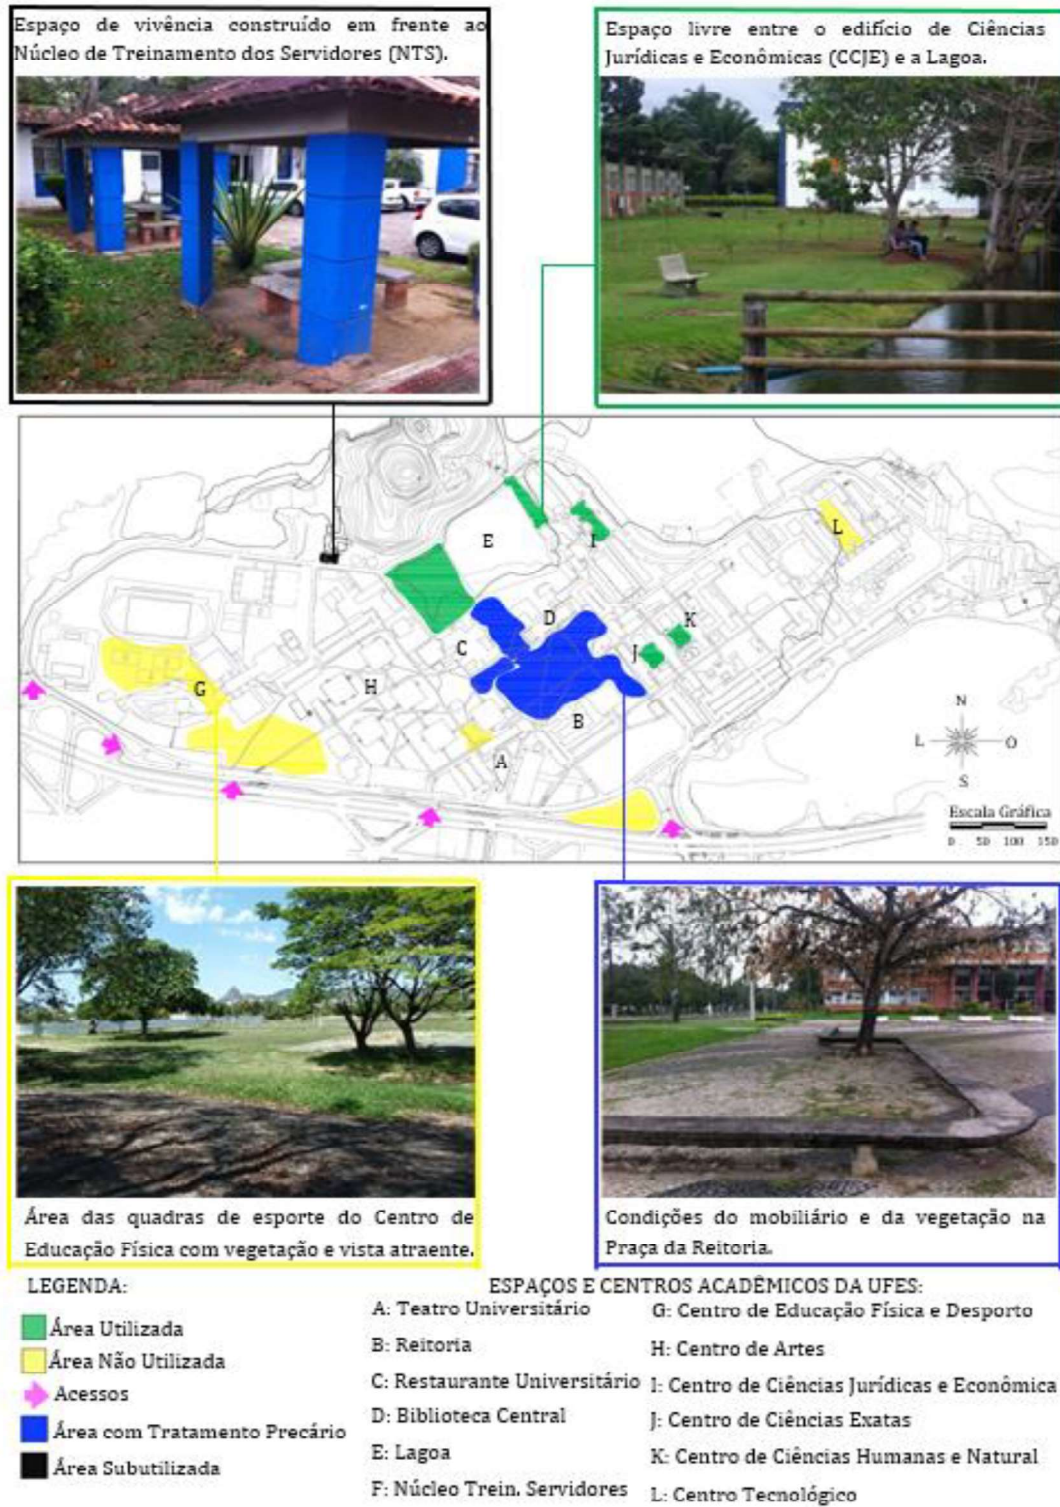 Espaço de vivência construído em frente ao
Núcleo de Treinamento dos Servidores (NTS).
Espaço livre entre o edifício de Ciências
Jurídicas e Econômicas (CCJE) e a Lagoa.
E
I
L
D
K
C
J
G
H
B
A
N
L
O
S
Escala Gráfica
0 50 100 150
Área das quadras de esporte do Centro de
Educação Física com vegetação e vista atraente.
Condições do mobiliário e da vegetação na
Praça da Reitoria.
LEGENDA:
Área Utilizada
Área Não Utilizada
Acessos
Área com Tratamento Precário
Área Subutilizada
ESPAÇOS E CENTROS ACADÊMICOS DA UFES:
A: Teatro Universitário
B: Reitoria
C: Restaurante Universitário
D: Biblioteca Central
E: Lagoa
F: Núcleo Trein. Servidores
G: Centro de Educação Física e Desporto
H: Centro de Artes
I: Centro de Ciências Jurídicas e Econômica
J: Centro de Ciências Exatas
K: Centro de Ciências Humanas e Natural
L: Centro Tecnológico